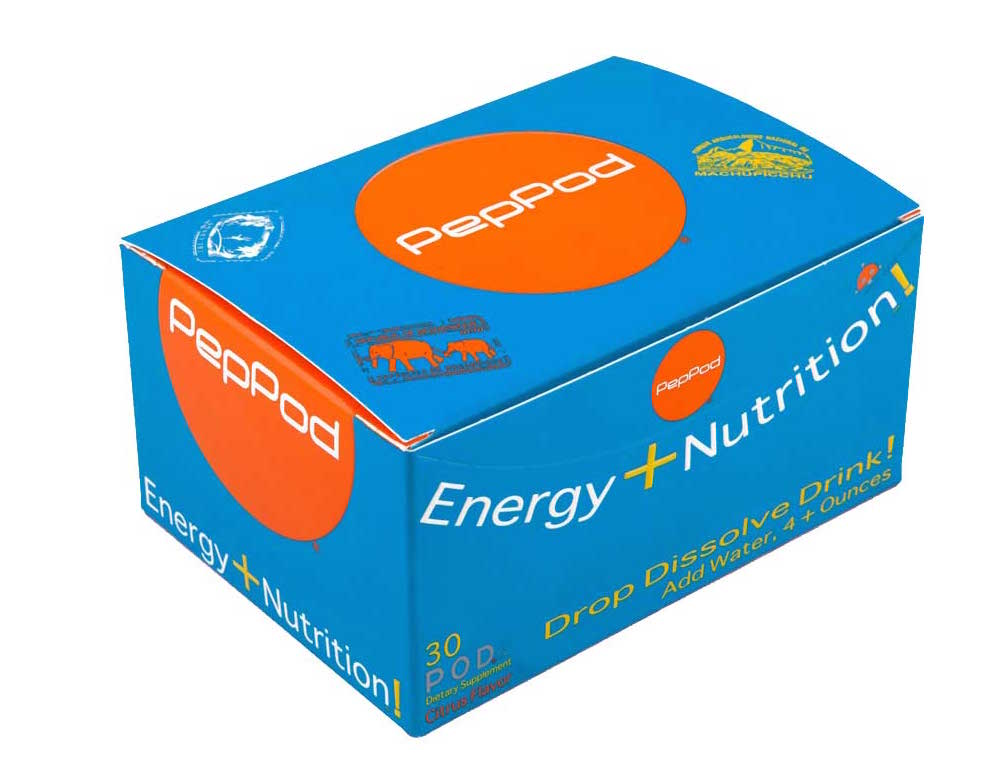 PepPod
MACHUPICCHU
PepPod
Energy+Nutrition!
PepPod
Energy+Nutrition!
Drop Dissolve Drink!
Add Water, 4 + Ounces
30
POD
Dietary Supplement
Citrus Flavor